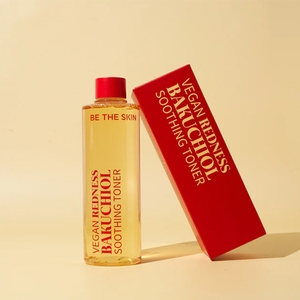 BE THE SKIN
VEGAN REDNESS
BAKUCHIOL
SOOTHING TONER
VEGAN REDNESS
BAKUCHIOL
SOOTHING TONER